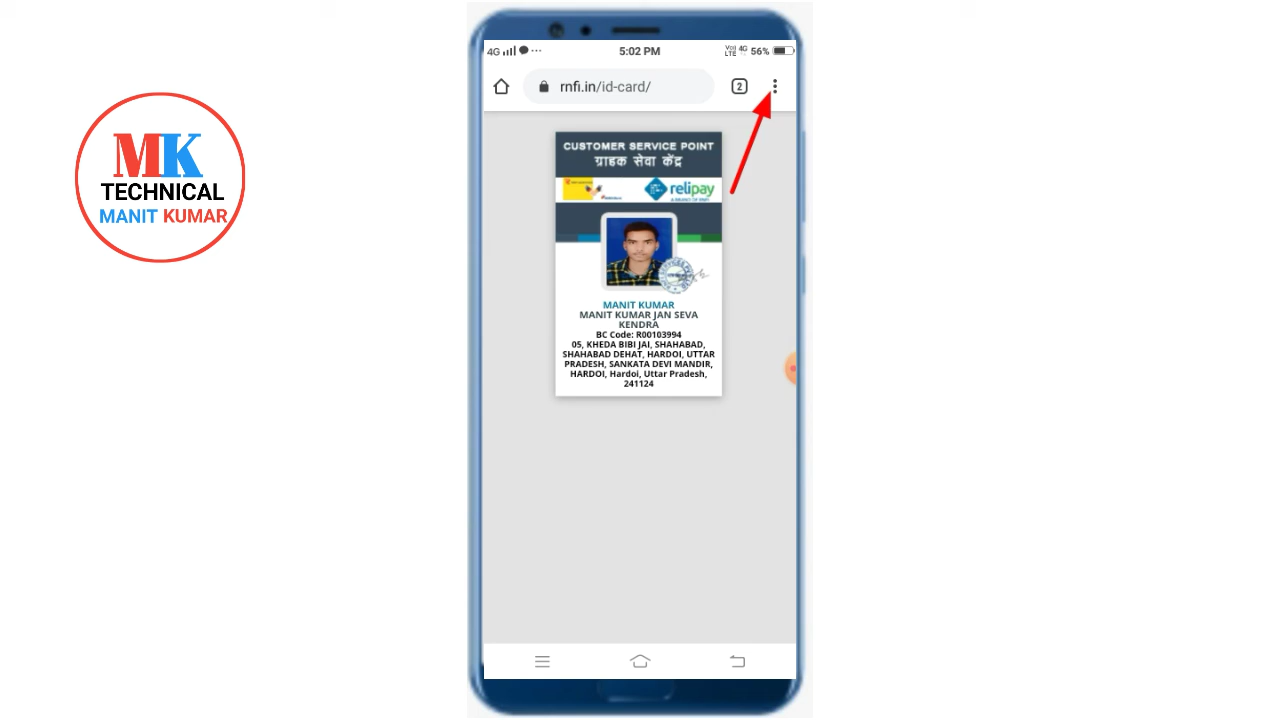 MK
TECHNICAL
MANIT KUMAR
4G
5:02 PM
4G
LTE
56%
rnfi.in/id-card/
2
CUSTOMER SERVICE POINT
ग्राहक सेवा केंद्र
relipay
MANIT KUMAR
MANIT KUMAR JAN SEVA
KENDRA
BC Code: R00103994
05, KHEDA BIBI JAI, SHAHABAD,
SHAHABAD DEHAT, HARDOI, UTTAR
PRADESH, SANKATA DEVI MANDIR,
HARDOI, Hardoi, Uttar Pradesh,
241124